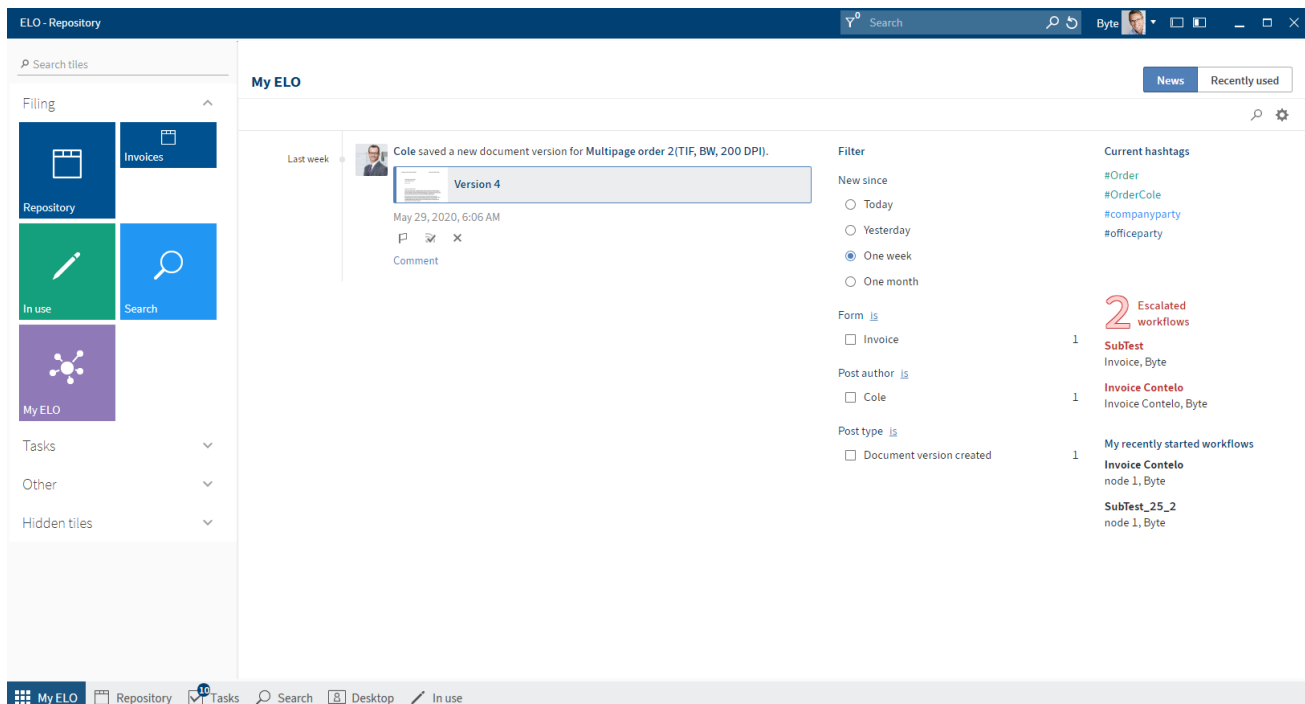 ELO - Repository
0
Search
Byte
Search tiles
Filing
Invoices
Repository
In use
Search
My ELO
Tasks
Other
Hidden tiles
My ELO
News
Recently used
Last week
Cole saved a new document version for Multipage order 2(TIF, BW, 200 DPI).
Version 4
May 29, 2020, 6:06 AM
Comment
Filter
New since
Today
Yesterday
One week
One month
Form is
Invoice 1
Post author is
Cole 1
Post type is
Document version created 1
Current hashtags
#Order
#OrderCole
#companyparty
#officeparty
2 Escalated
workflows
SubTest
Invoice, Byte
Invoice Contelo
Invoice Contelo, Byte
My recently started workflows
Invoice Contelo
node 1, Byte
SubTest_25_2
node 1, Byte
My ELO
Repository
10
Tasks
Search
8 Desktop
In use